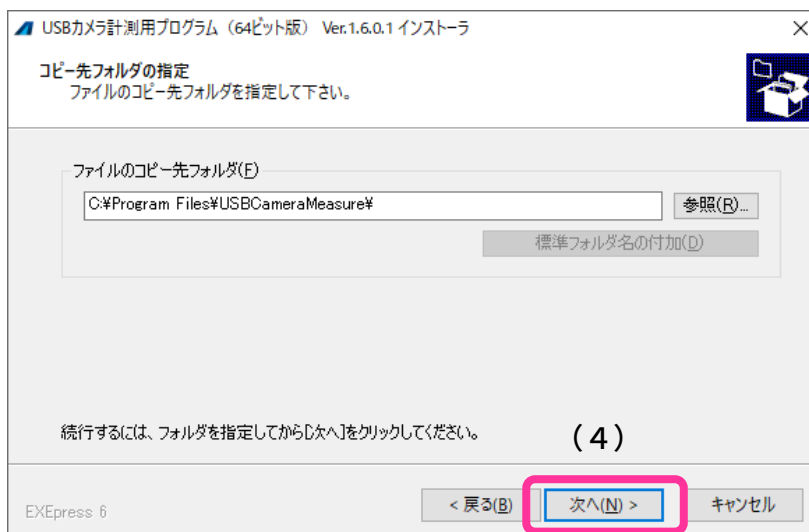 USBカメラ計測用プログラム（64ビット版） Ver.1.6.0.1 インストーラ
コピー先フォルダの指定
ファイルのコピー先フォルダを指定して下さい。
ファイルのコピー先フォルダ(F)
C:¥Program Files¥USBCameraMeasure¥
参照(R)...
標準フォルダ名の付加(D)
続行するには、フォルダを指定してから[次へ]をクリックしてください。
（4）
EXEpress 6
< 戻る(B)
次へ(N) >
キャンセル